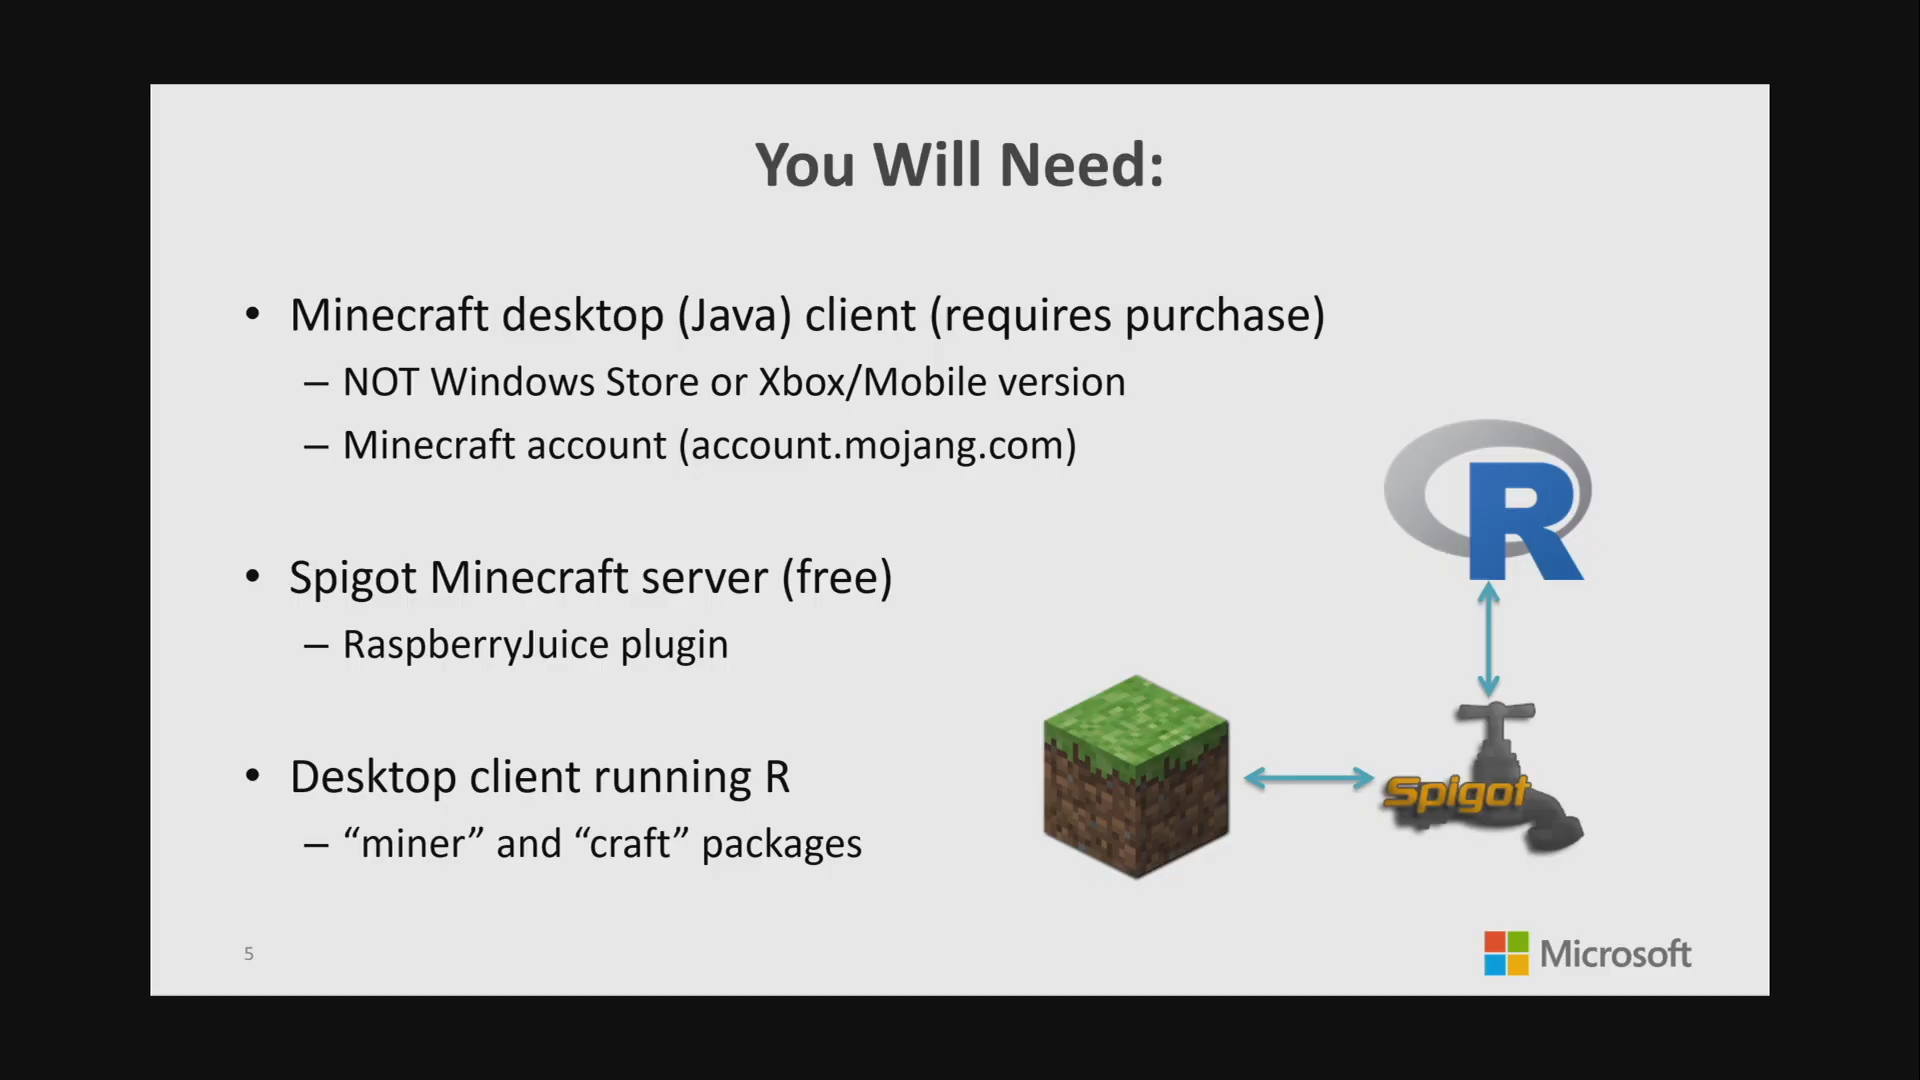 You Will Need:
• Minecraft desktop (Java) client (requires purchase)
– NOT Windows Store or Xbox/Mobile version
– Minecraft account (account.mojang.com)
• Spigot Minecraft server (free)
– RaspberryJuice plugin
• Desktop client running R
– “miner” and “craft” packages
R
Spigot
5
Microsoft